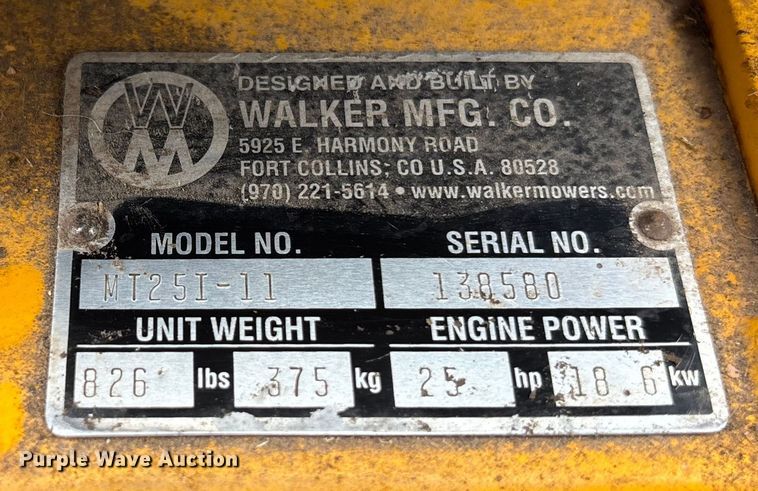 WM
DESIGNED AND BUILT BY
WALKER MFG. CO.
5925 E. HARMONY ROAD
FORT COLLINS, CO U.S.A. 80528
(970) 221-5614 • www.walkermowers.com
MODEL NO. SERIAL NO.
MT25I-11 138580
UNIT WEIGHT ENGINE POWER
826 lbs 375 kg 25 hp 18.6 kw
Purple Wave Auction